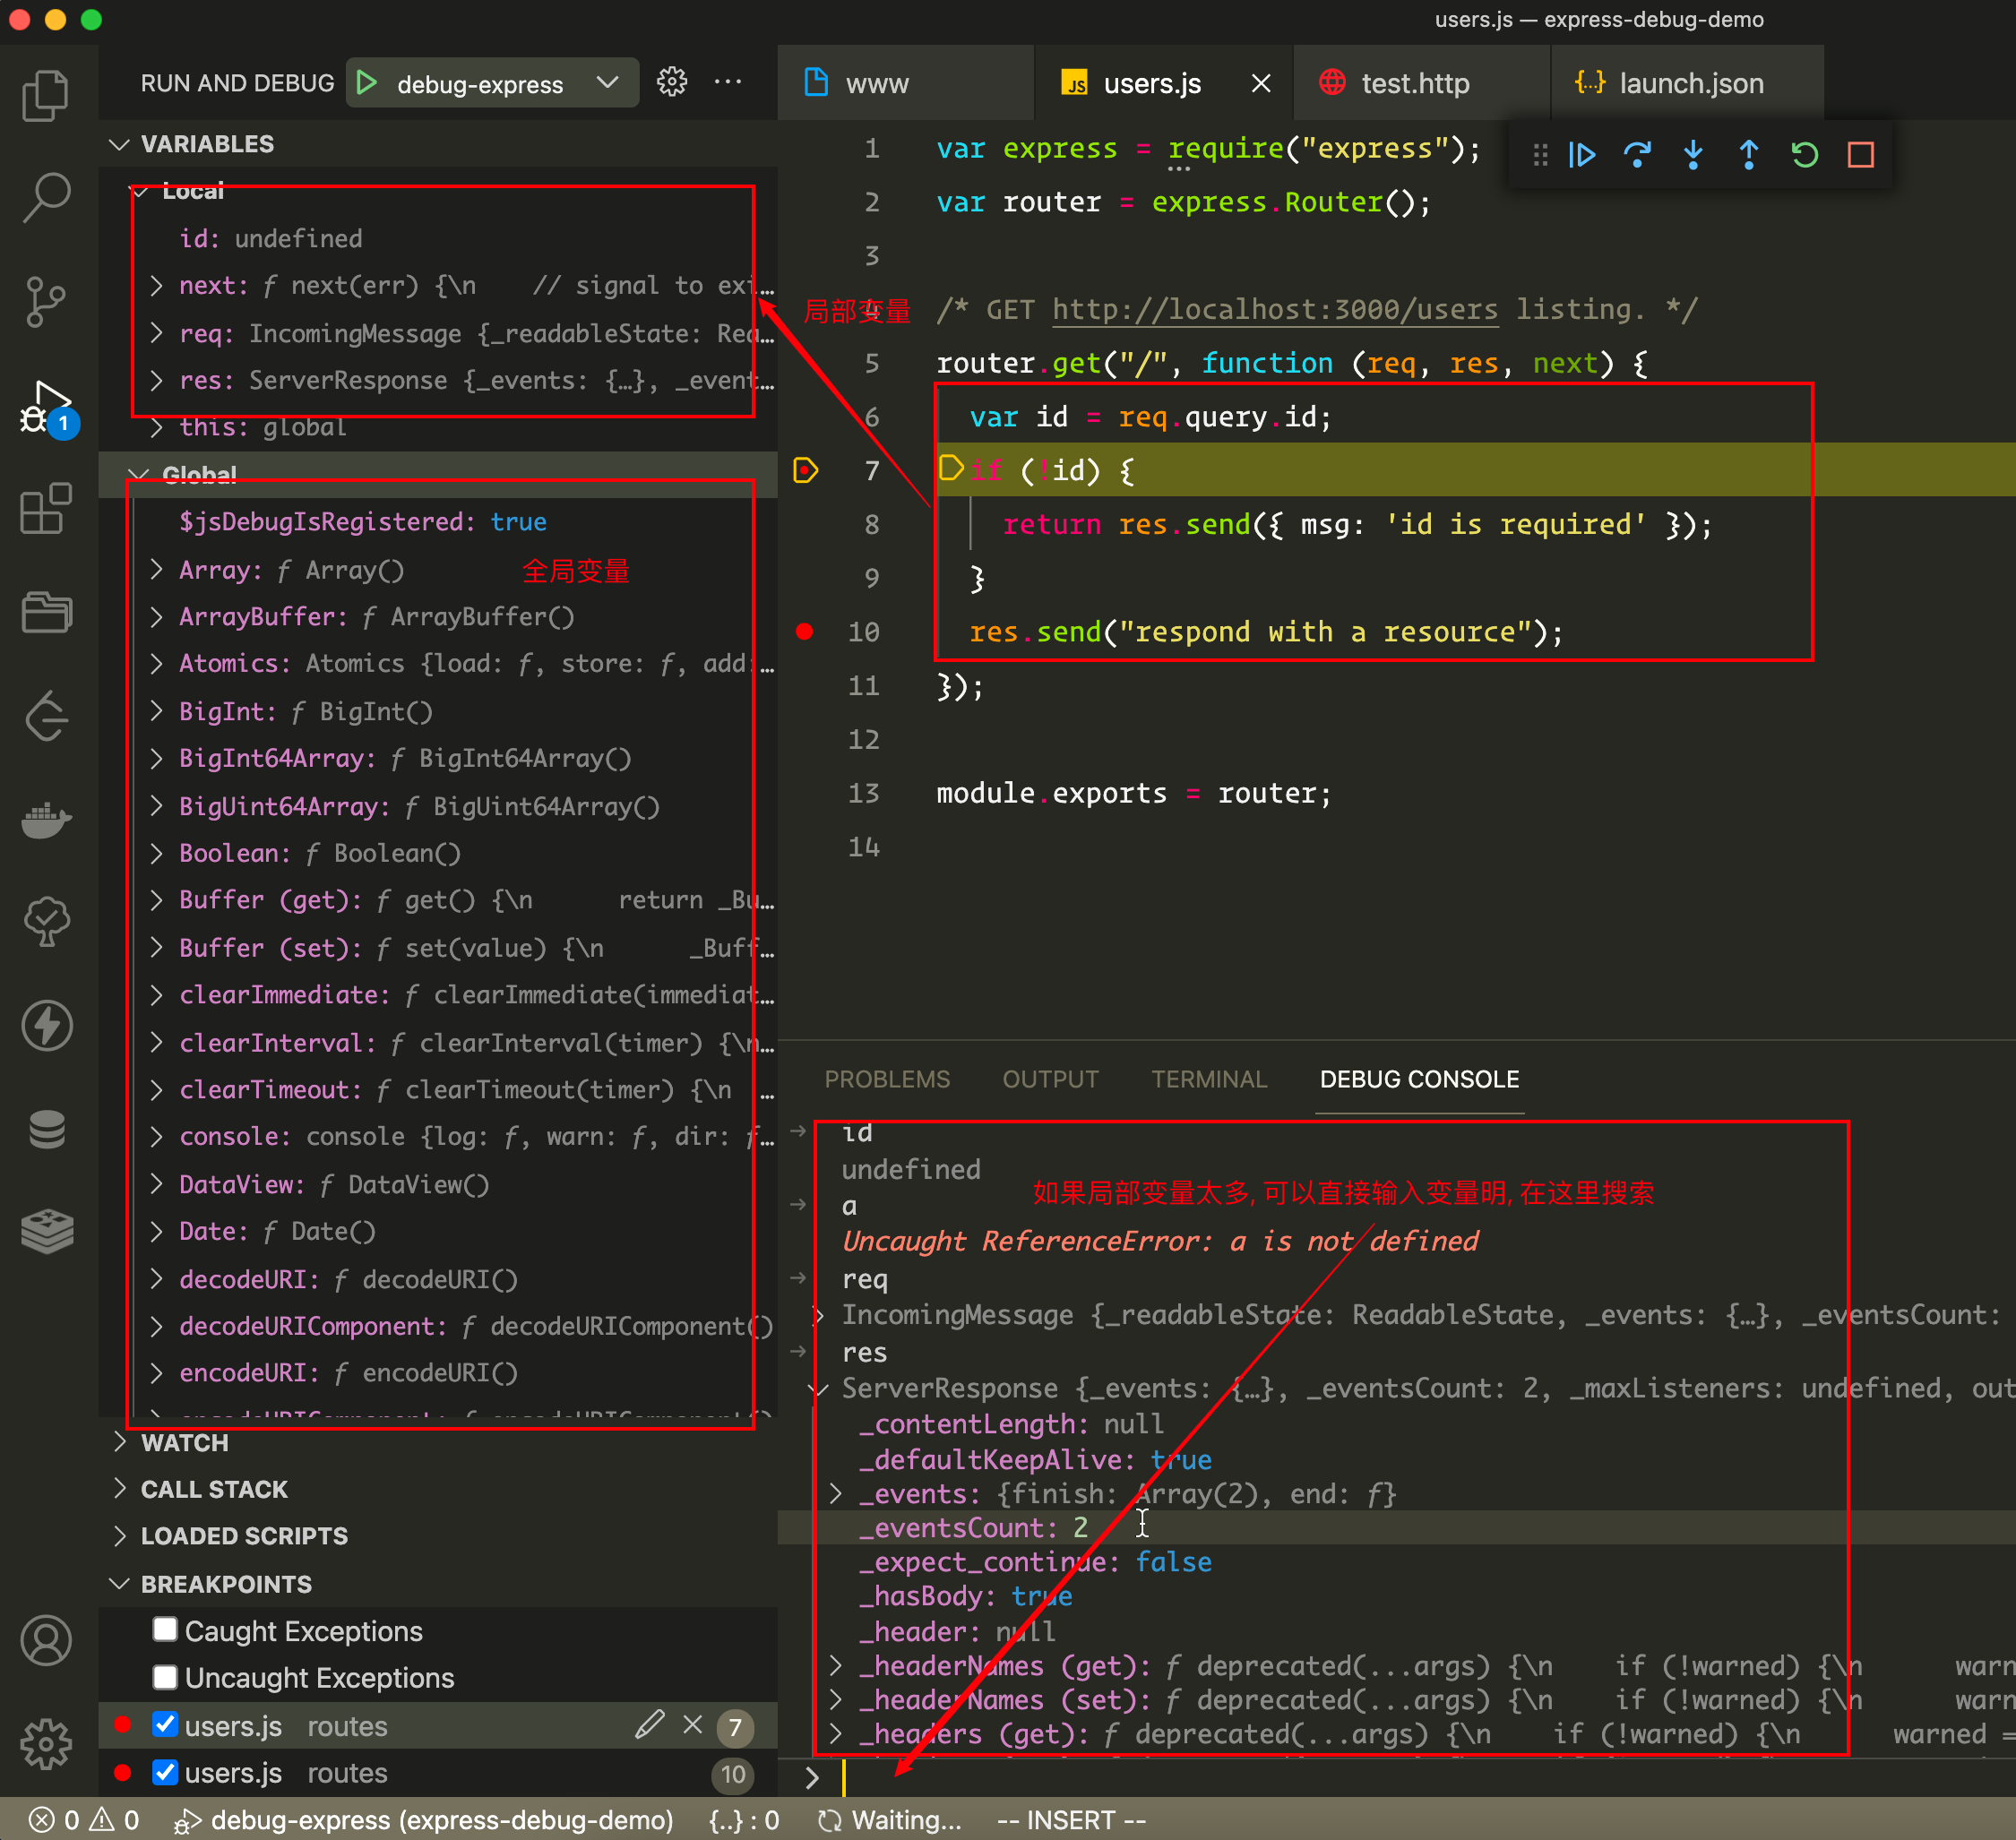 users.js — express-debug-demo
RUN AND DEBUG
debug-express
www
users.js
test.http
launch.json
VARIABLES
Local
id: undefined
next: ƒ next(err) {\n    // signal to exi…
req: IncomingMessage {_readableState: Rea…
res: ServerResponse {_events: {…}, _event…
this: global
Global
$jsDebugIsRegistered: true
Array: ƒ Array()
全局变量
ArrayBuffer: ƒ ArrayBuffer()
Atomics: Atomics {load: ƒ, store: ƒ, add:…
BigInt: ƒ BigInt()
BigInt64Array: ƒ BigInt64Array()
BigUint64Array: ƒ BigUint64Array()
Boolean: ƒ Boolean()
Buffer (get): ƒ get() {\n      return _Bu…
Buffer (set): ƒ set(value) {\n      _Buff…
clearImmediate: ƒ clearImmediate(immediat…
clearInterval: ƒ clearInterval(timer) {\n…
clearTimeout: ƒ clearTimeout(timer) {\n  …
console: console {log: ƒ, warn: ƒ, dir: ƒ…
DataView: ƒ DataView()
Date: ƒ Date()
decodeURI: ƒ decodeURI()
decodeURIComponent: ƒ decodeURIComponent()
encodeURI: ƒ encodeURI()
encodeURIComponent: ƒ encodeURIComponent()
WATCH
CALL STACK
LOADED SCRIPTS
BREAKPOINTS
Caught Exceptions
Uncaught Exceptions
users.js routes 7
users.js routes 10
1 var express = require("express");
2 var router = express.Router();
3
局部变量
4 /* GET http://localhost:3000/users listing. */
5 router.get("/", function (req, res, next) {
6   var id = req.query.id;
7   if (!id) {
8     return res.send({ msg: 'id is required' });
9   }
10   res.send("respond with a resource");
11 });
12
13 module.exports = router;
14
1
PROBLEMS OUTPUT TERMINAL DEBUG CONSOLE
id
undefined
如果局部变量太多, 可以直接输入变量明, 在这里搜索
a
Uncaught ReferenceError: a is not defined
req
IncomingMessage {_readableState: ReadableState, _events: {…}, _eventsCount:
res
ServerResponse {_events: {…}, _eventsCount: 2, _maxListeners: undefined, out
_contentLength: null
_defaultKeepAlive: true
_events: {finish: Array(2), end: ƒ}
_eventsCount: 2
_expect_continue: false
_hasBody: true
_header: null
_headerNames (get): ƒ deprecated(...args) {\n    if (!warned) {\n      warn
_headerNames (set): ƒ deprecated(...args) {\n    if (!warned) {\n      warn
_headers (get): ƒ deprecated(...args) {\n    if (!warned) {\n      warned =
0 0 debug-express (express-debug-demo) {..} : 0 Waiting... -- INSERT --